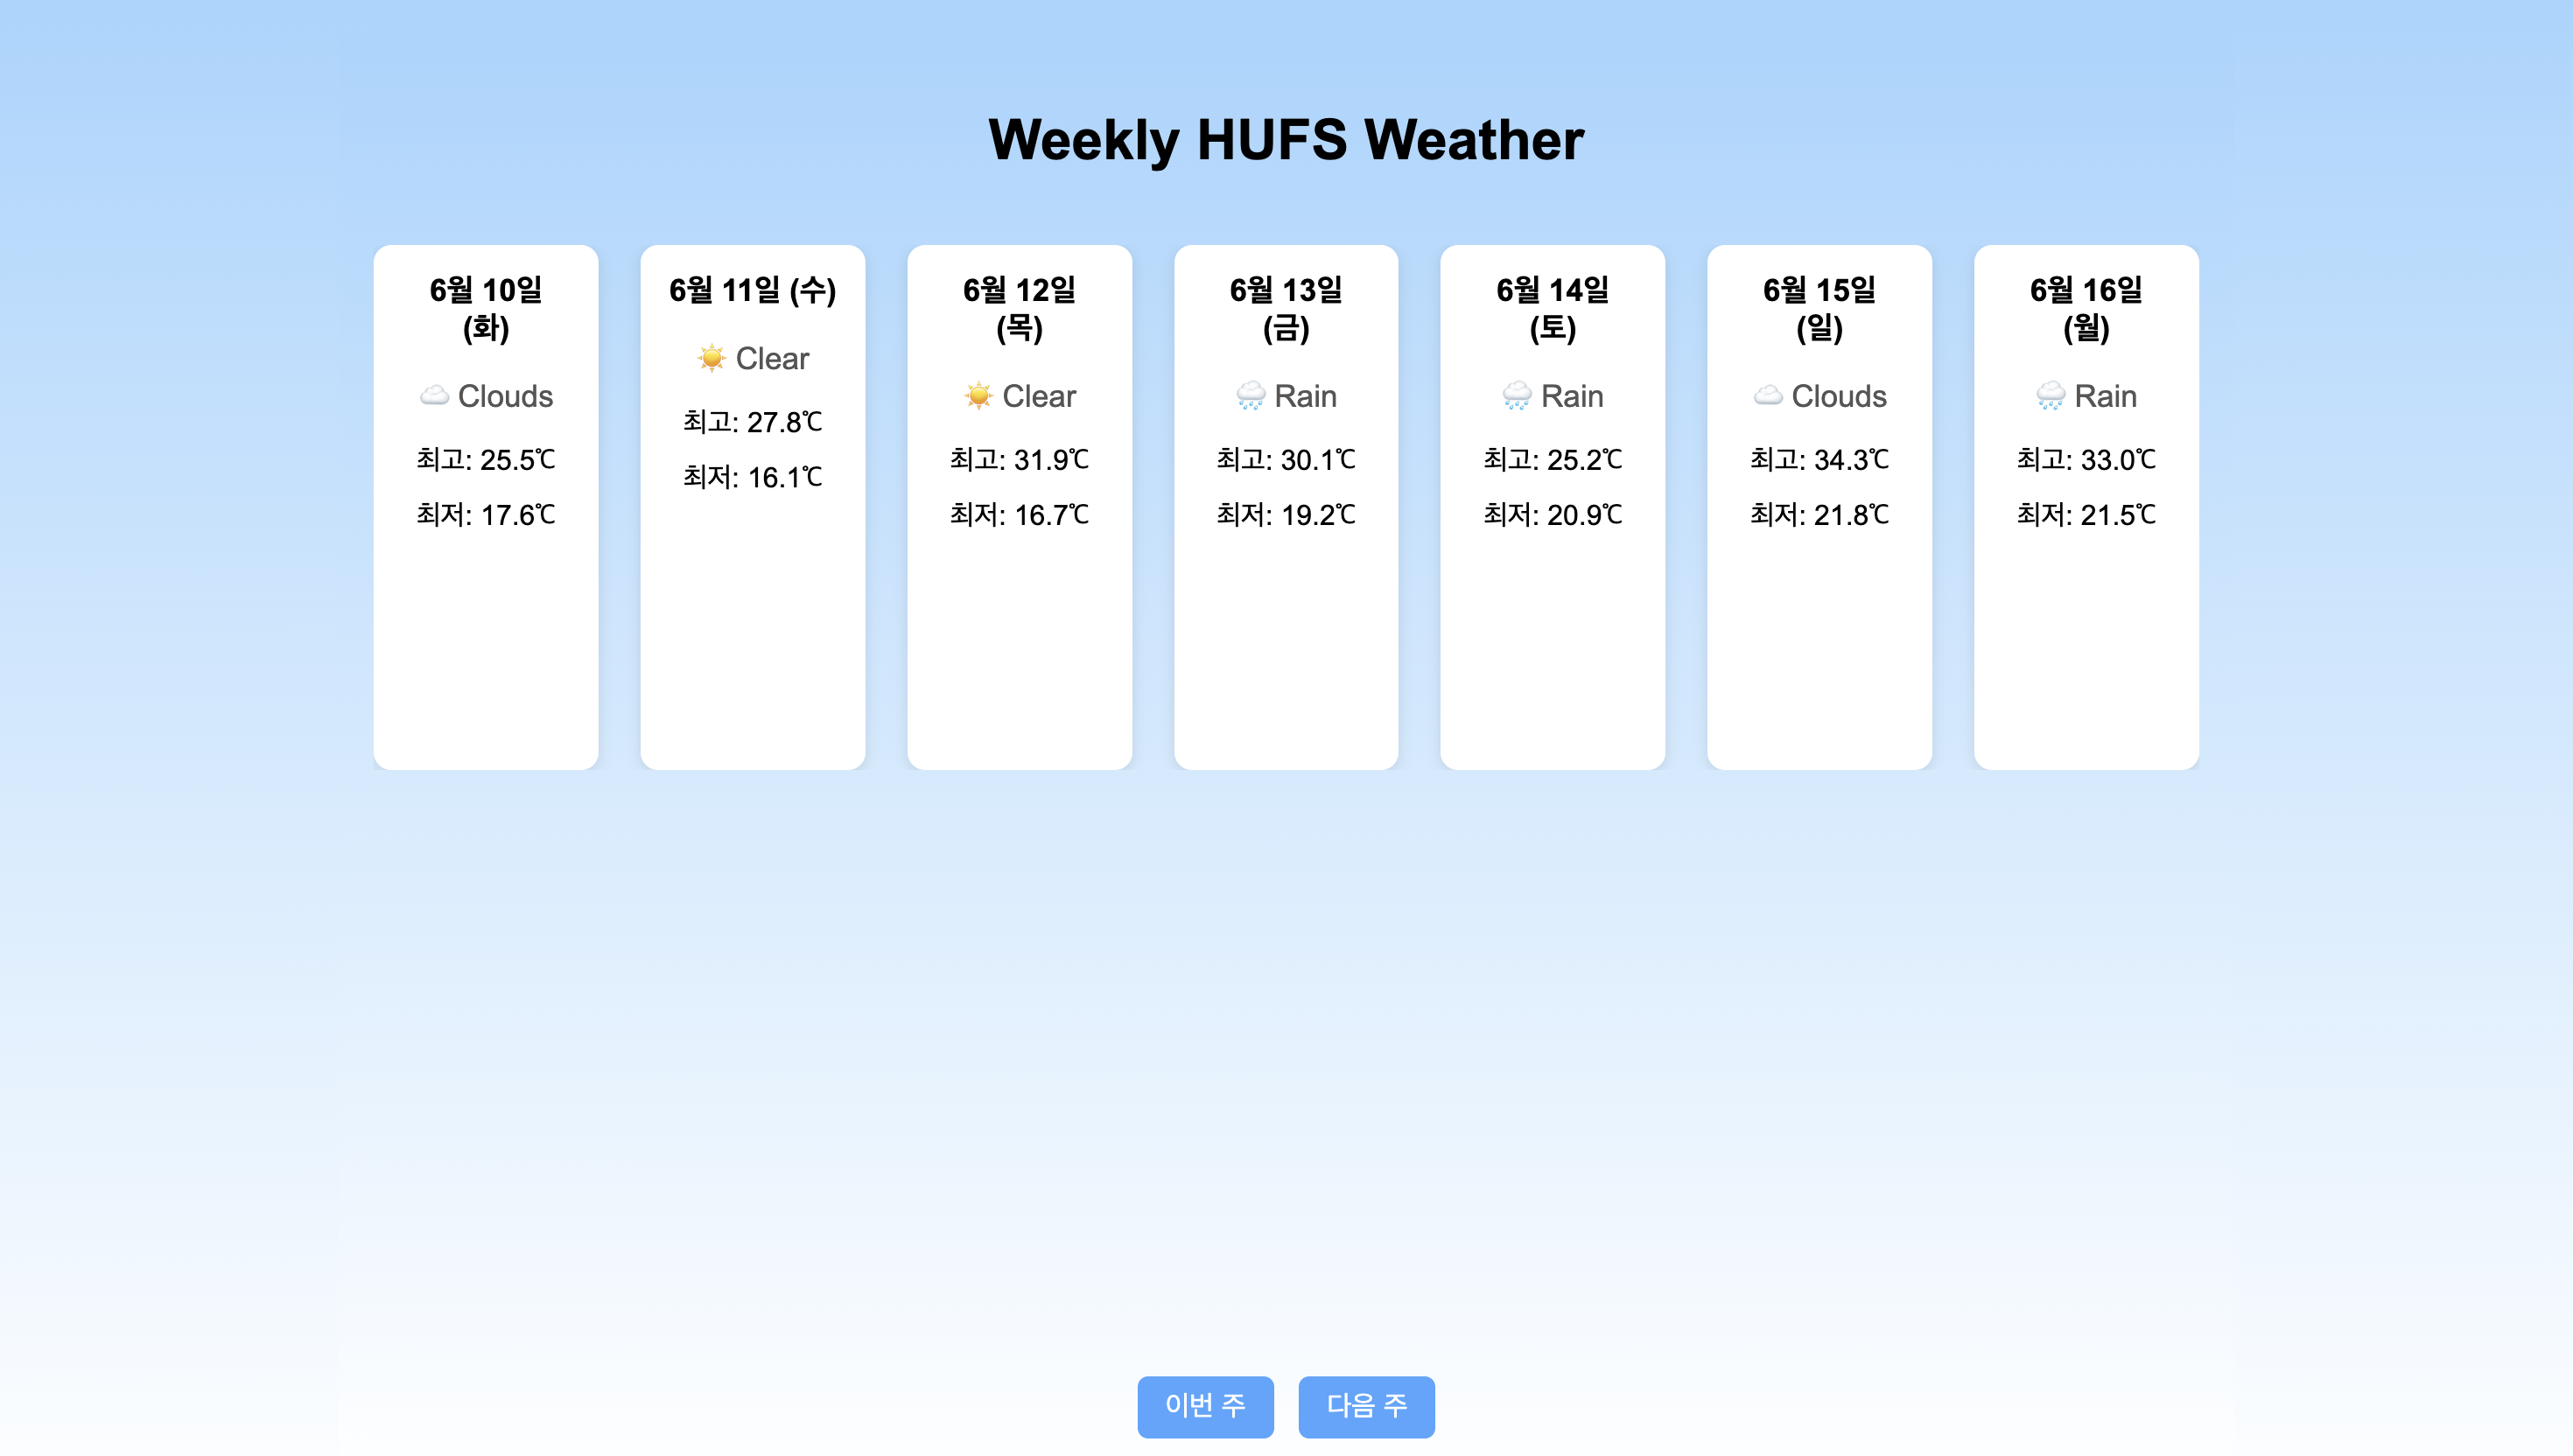 Weekly HUFS Weather
6월 10일
(화)
☁️ Clouds
최고: 25.5℃
최저: 17.6℃
6월 11일 (수)
☀️ Clear
최고: 27.8℃
최저: 16.1℃
6월 12일
(목)
☀️ Clear
최고: 31.9℃
최저: 16.7℃
6월 13일
(금)
🌧️ Rain
최고: 30.1℃
최저: 19.2℃
6월 14일
(토)
🌧️ Rain
최고: 25.2℃
최저: 20.9℃
6월 15일
(일)
☁️ Clouds
최고: 34.3℃
최저: 21.8℃
6월 16일
(월)
🌧️ Rain
최고: 33.0℃
최저: 21.5℃
이번 주
다음 주